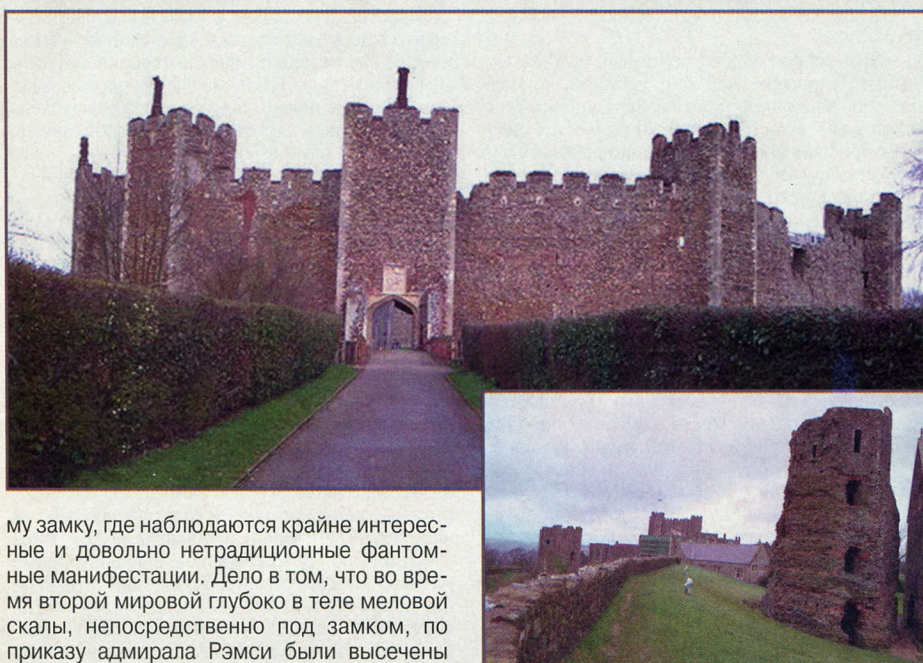 му замку, где наблюдаются крайне интерес-
ные и довольно нетрадиционные фантом-
ные манифестации. Дело в том, что во вре-
мя второй мировой глубоко в теле меловой
скалы, непосредственно под замком, по
приказу адмирала Рэмси были высечены